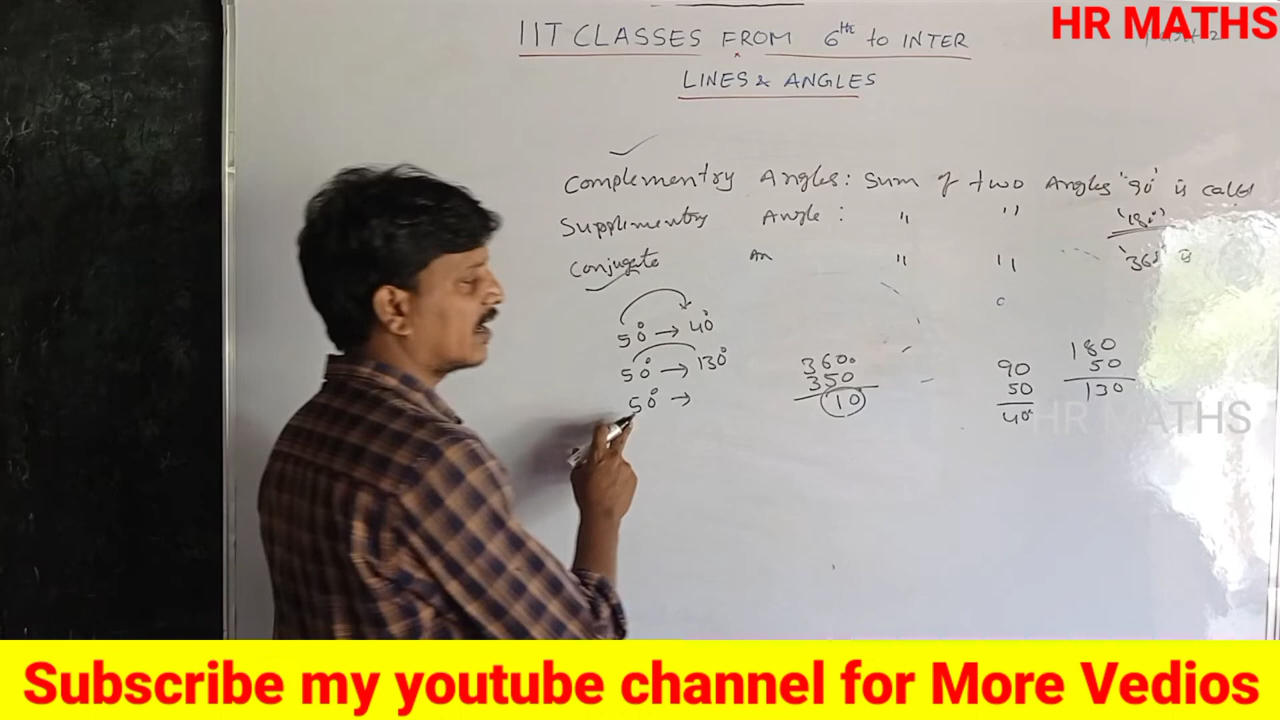 HR MATHS
IIT CLASSES FROM 6th to INTER
LINES & ANGLES
Complementry Angles: Sum of two Angles "90° is called
Supplimentry Angle: " " "(180°)
Conjugate An " " "360 is
50° → 40°
50° → 130°
50° →
360°
350
10
90
50
40°
180
50
130
HR MATHS
Subscribe my youtube channel for More Vedios